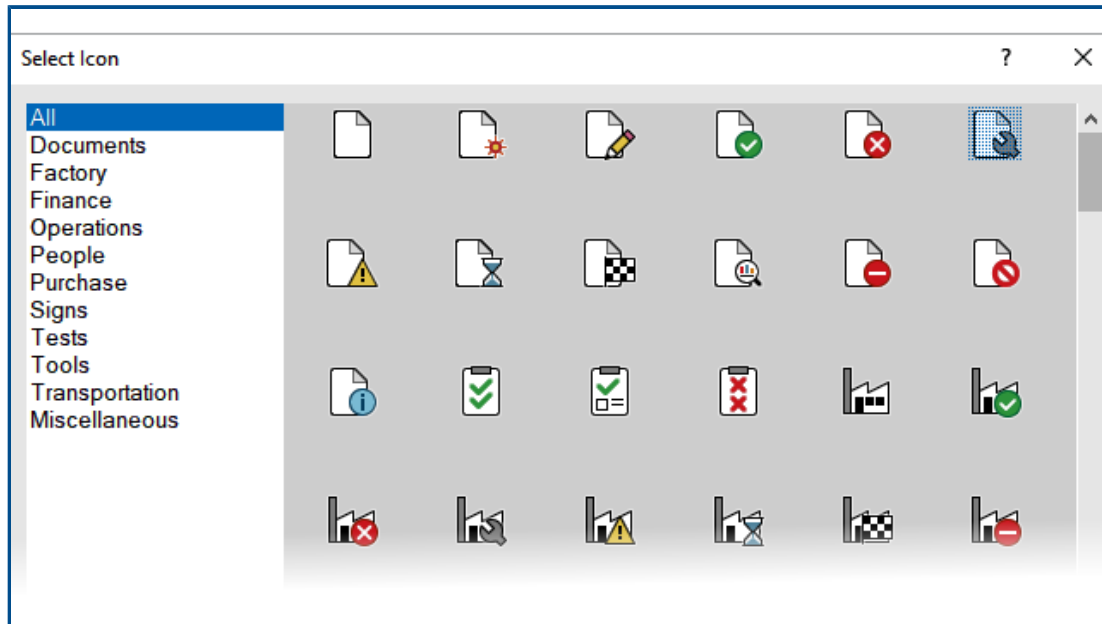 Select Icon
?
All
Documents
Factory
Finance
Operations
People
Purchase
Signs
Tests
Tools
Transportation
Miscellaneous